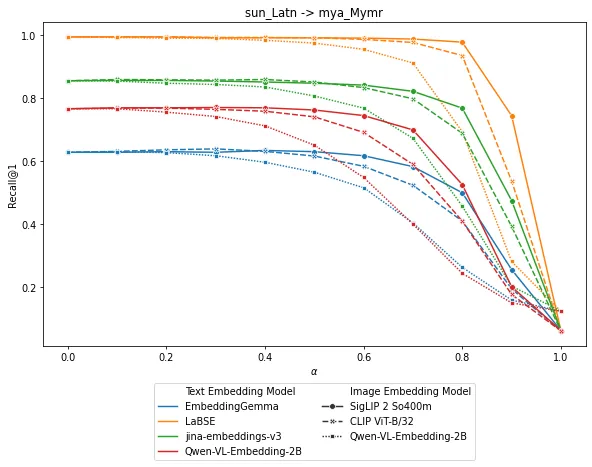 sun_Latn -> mya_Mymr
1.0
0.8
0.6
0.4
0.2
Recall@1
0.0 0.2 0.4 0.6 0.8 1.0
α
Text Embedding Model
EmbeddingGemma
LaBSE
jina-embeddings-v3
Qwen-VL-Embedding-2B
Image Embedding Model
SigLIP 2 So400m
CLIP ViT-B/32
Qwen-VL-Embedding-2B